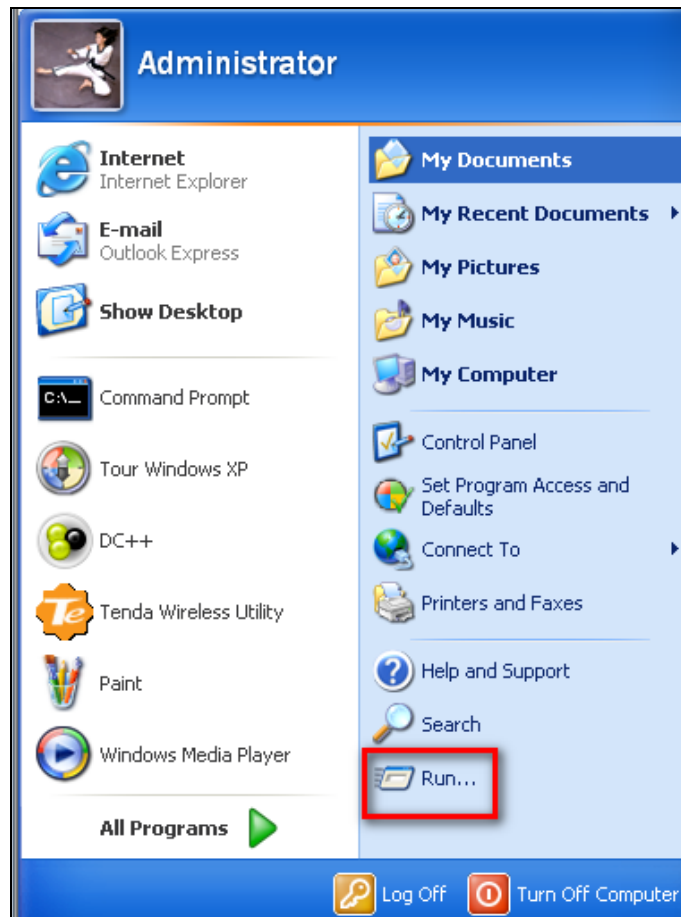 Administrator
Internet
Internet Explorer
E-mail
Outlook Express
Show Desktop
C:\_
Command Prompt
Tour Windows XP
DC++
Te
Tenda Wireless Utility
Paint
Windows Media Player
All Programs
My Documents
My Recent Documents
My Pictures
My Music
My Computer
Control Panel
Set Program Access and
Defaults
Connect To
Printers and Faxes
Help and Support
Search
Run...
Log Off
Turn Off Computer